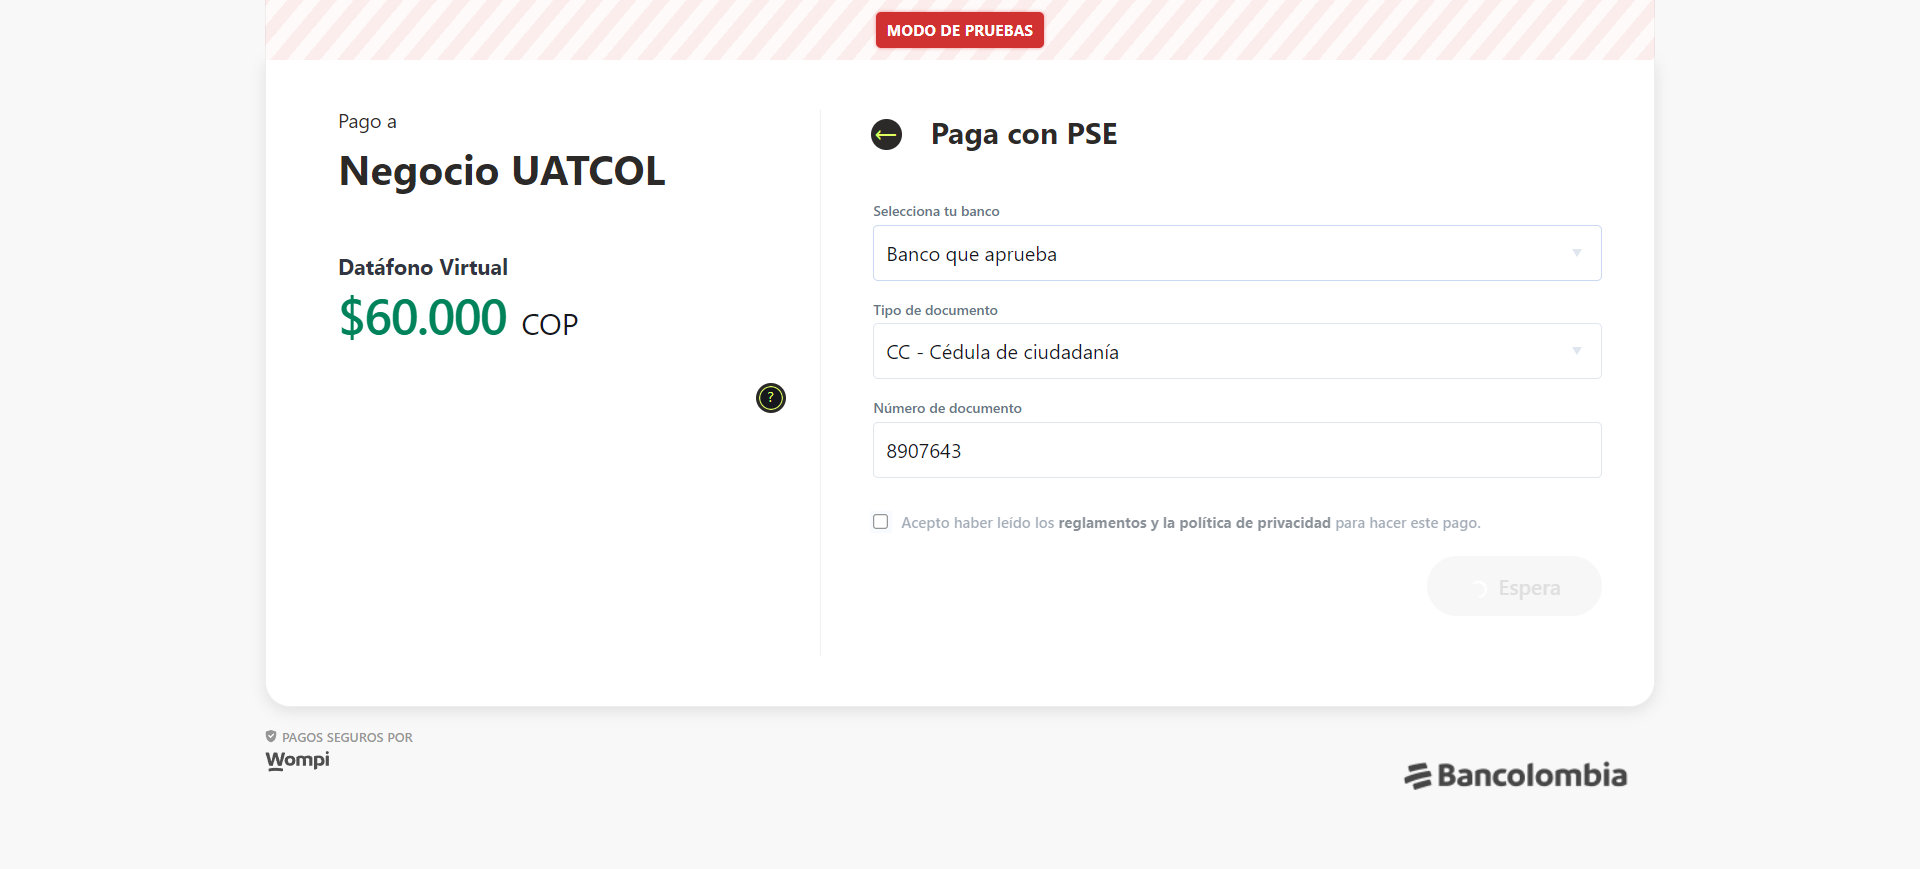 MODO DE PRUEBAS
Pago a
Negocio UATCOL
Datáfono Virtual
$60.000 COP
?
Paga con PSE
Selecciona tu banco
Banco que aprueba
Tipo de documento
CC - Cédula de ciudadanía
Número de documento
8907643
Acepto haber leído los reglamentos y la política de privacidad para hacer este pago.
Espera
PAGOS SEGUROS POR
Wompi
Bancolombia